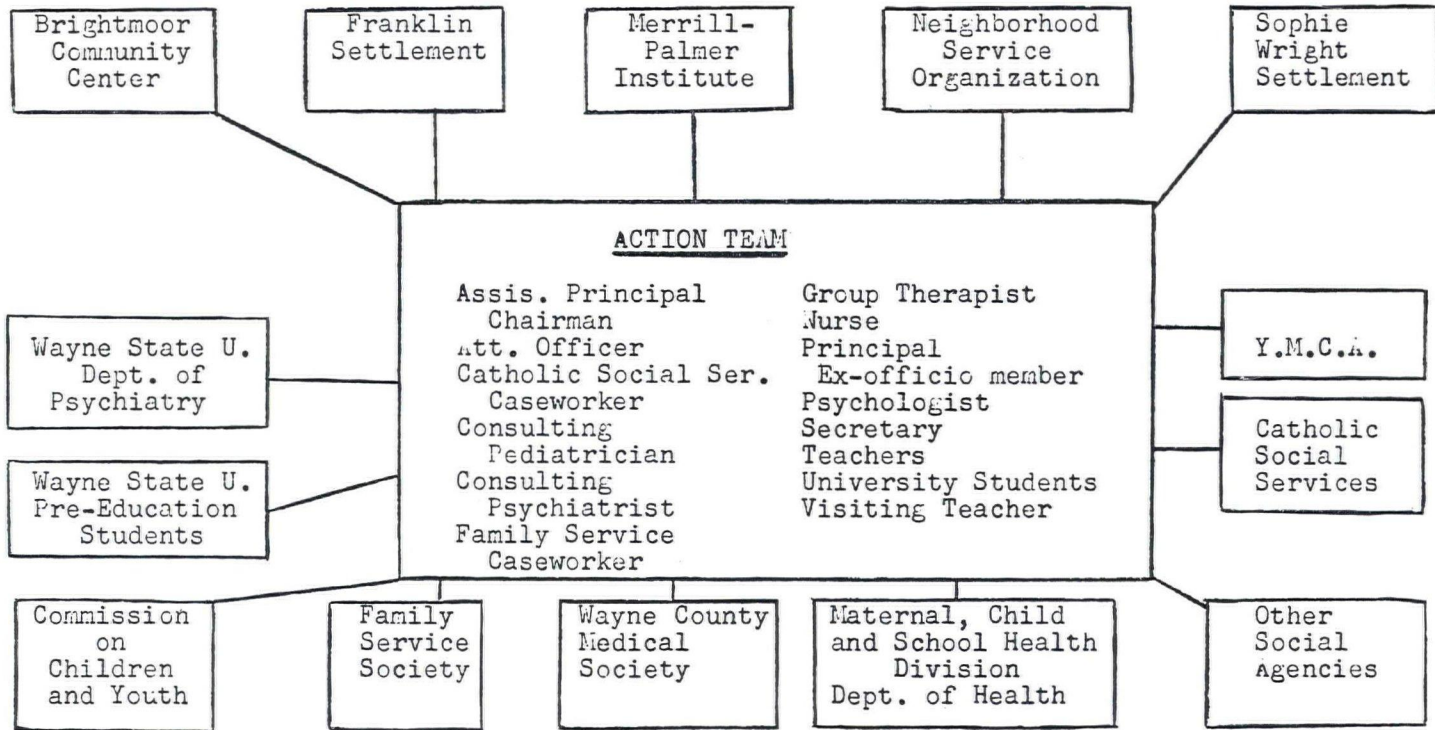 Brightmoor
Community
Center
Franklin
Settlement
Merrill-
Palmer
Institute
Neighborhood
Service
Organization
Sophie
Wright
Settlement
ACTION TEAM
Assis. Principal
Chairman
Att. Officer
Catholic Social Ser.
Caseworker
Consulting
Pediatrician
Consulting
Psychiatrist
Family Service
Caseworker
Group Therapist
Nurse
Principal
Ex-officio member
Psychologist
Secretary
Teachers
University Students
Visiting Teacher
Wayne State U.
Dept. of
Psychiatry
Wayne State U.
Pre-Education
Students
Y.M.C.A.
Catholic
Social
Services
Commission
on
Children
and Youth
Family
Service
Society
Wayne County
Medical
Society
Maternal, Child
and School Health
Division
Dept. of Health
Other
Social
Agencies